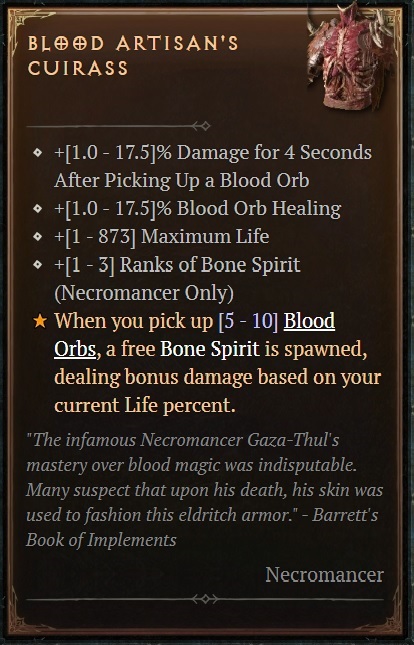 BLOOD ARTISAN'S
CUIRASS
+[1.0 - 17.5]% Damage for 4 Seconds
After Picking Up a Blood Orb
+[1.0 - 17.5]% Blood Orb Healing
+[1 - 873] Maximum Life
+[1 - 3] Ranks of Bone Spirit
(Necromancer Only)
When you pick up [5 - 10] Blood
Orbs, a free Bone Spirit is spawned,
dealing bonus damage based on your
current Life percent.
"The infamous Necromancer Gaza-Thul's
mastery over blood magic was indisputable.
Many suspect that upon his death, his skin was
used to fashion this eldritch armor." - Barrett's
Book of Implements
Necromancer